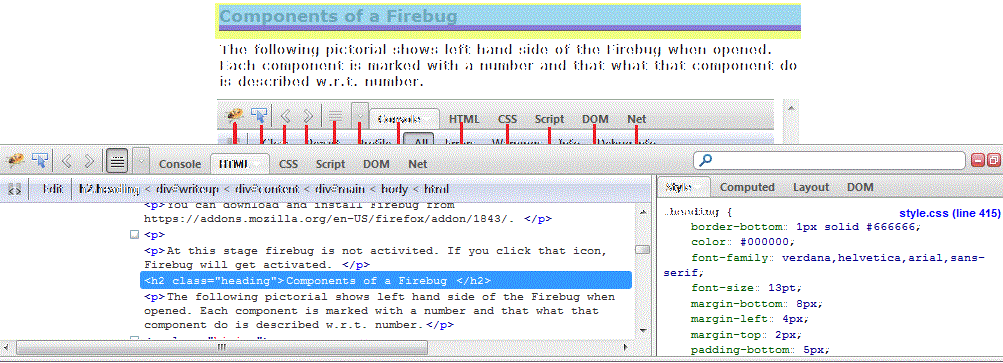 Components of a Firebug
The following pictorial shows left hand side of the Firebug when opened.
Each component is marked with a number and that what that component do
is described w.r.t. number.
Console HTML CSS Script DOM Net
All
Console HTML CSS Script DOM Net
Edit h2.heading < div#writeup < div#content < div#main < body < html
<p>You can download and install Firebug from
https://addons.mozilla.org/en-US/firefox/addon/1843/. </p>
<p>
<p>At this stage firebug is not activited. If you click that icon,
Firebug will get activated. </p>
<h2 class="heading">Components of a Firebug </h2>
<p>The following pictorial shows left hand side of the Firebug when
opened. Each component is marked with a number and that what that
component do is described w.r.t. number.</p>
Style Computed Layout DOM
.heading { style.css (line 415)
border-bottom: 1px solid #666666;
color: #000000;
font-family: verdana,helvetica,arial,sans-
serif;
font-size: 13pt;
margin-bottom: 8px;
margin-left: 4px;
margin-top: 2px;
padding-bottom: 5px;